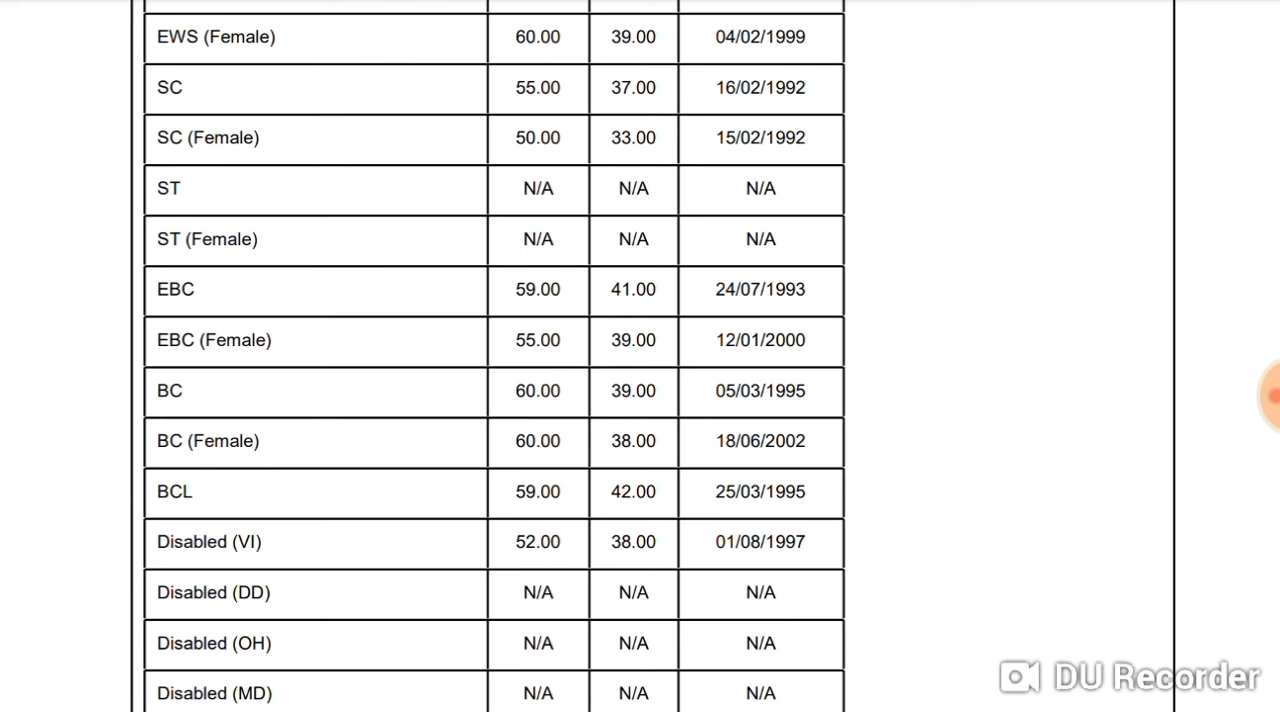 EWS (Female) 60.00 39.00 04/02/1999
SC 55.00 37.00 16/02/1992
SC (Female) 50.00 33.00 15/02/1992
ST N/A N/A N/A
ST (Female) N/A N/A N/A
EBC 59.00 41.00 24/07/1993
EBC (Female) 55.00 39.00 12/01/2000
BC 60.00 39.00 05/03/1995
BC (Female) 60.00 38.00 18/06/2002
BCL 59.00 42.00 25/03/1995
Disabled (VI) 52.00 38.00 01/08/1997
Disabled (DD) N/A N/A N/A
Disabled (OH) N/A N/A N/A
Disabled (MD) N/A N/A N/A
DU Recorder